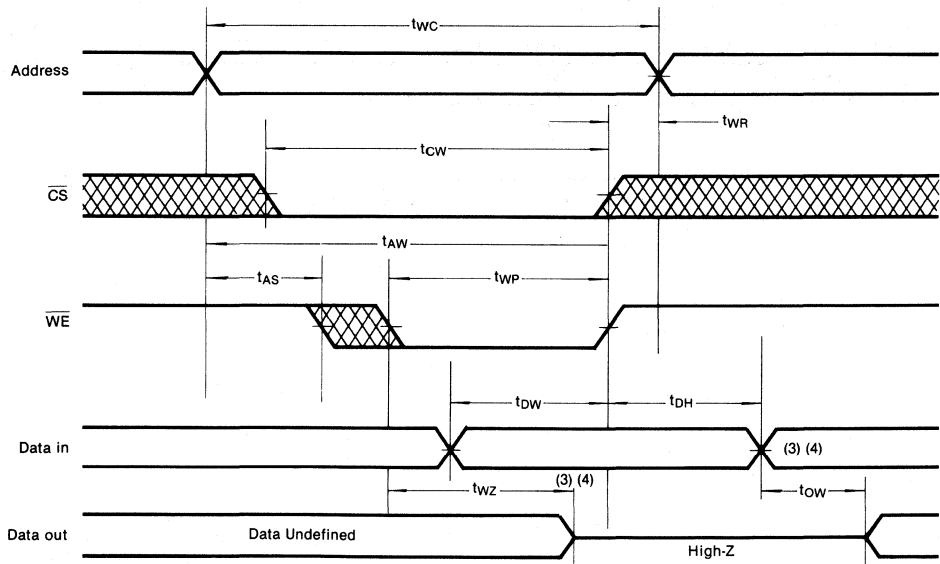 tWC
Address
tWR
tCW
CS
tAW
tAS
tWP
WE
tDW
tDH
Data in
(3) (4)
tWZ
(3) (4)
tOW
Data out
Data Undefined
High-Z